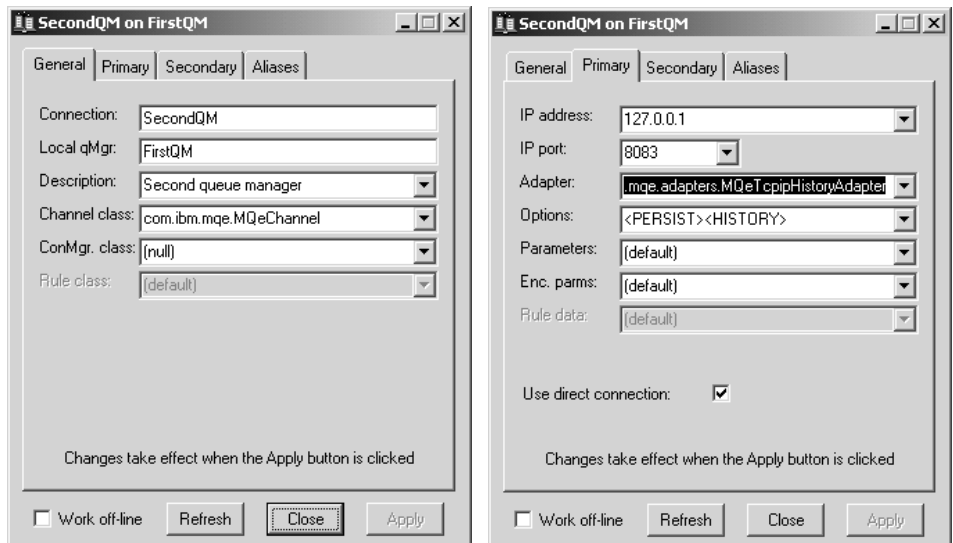 SecondQM on FirstQM
General Primary Secondary Aliases
Connection: SecondQM
Local qMgr: FirstQM
Description: Second queue manager
Channel class: com.ibm.mqe.MQeChannel
ConMgr. class: (null)
Rule class: (default)
Changes take effect when the Apply button is clicked
Work off-line Refresh Close Apply
SecondQM on FirstQM
General Primary Secondary Aliases
IP address: 127.0.0.1
IP port: 8083
Adapter: .mqe.adapters.MQeTcpipHistoryAdapter
Options: <PERSIST><HISTORY>
Parameters: (default)
Enc. parms: (default)
Rule data: (default)
Use direct connection:
Changes take effect when the Apply button is clicked
Work off-line Refresh Close Apply